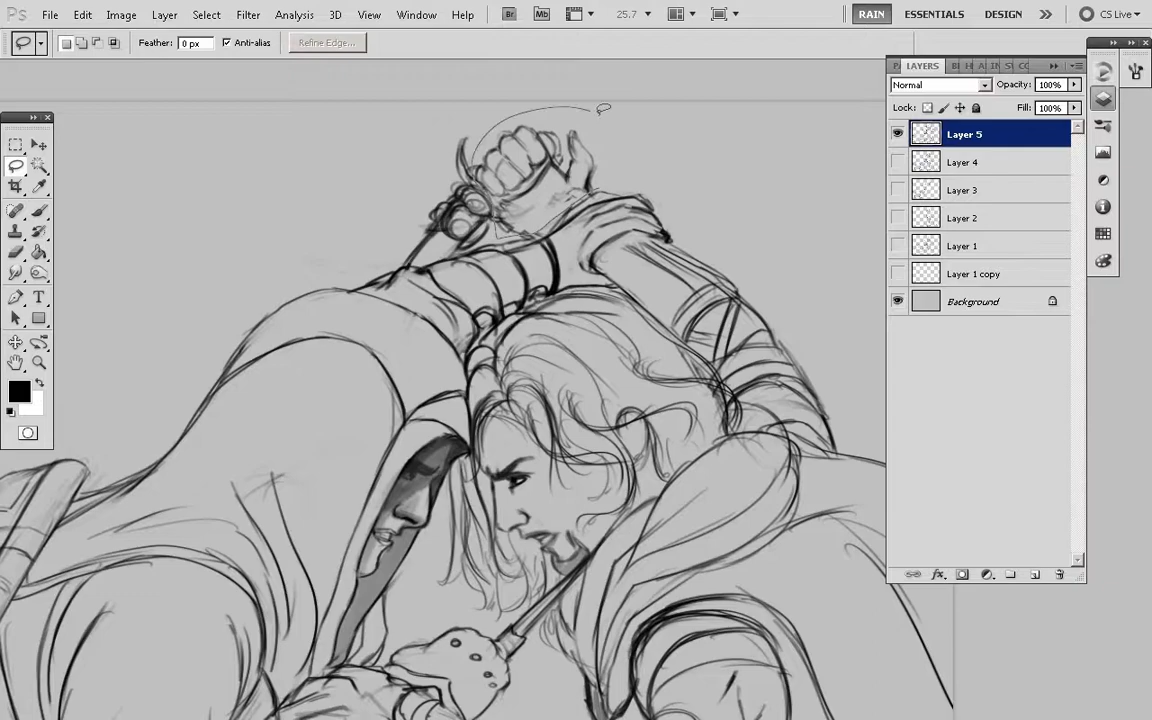 Ps File Edit Image Layer Select Filter Analysis 3D View Window Help Br Mb 25.7 RAIN ESSENTIALS DESIGN CS Live
Feather: 0 px Anti-alias Refine Edge...
LAYERS
Normal Opacity: 100%
Lock: Fill: 100%
Layer 5
Layer 4
Layer 3
Layer 2
Layer 1
Layer 1 copy
Background
T
fx